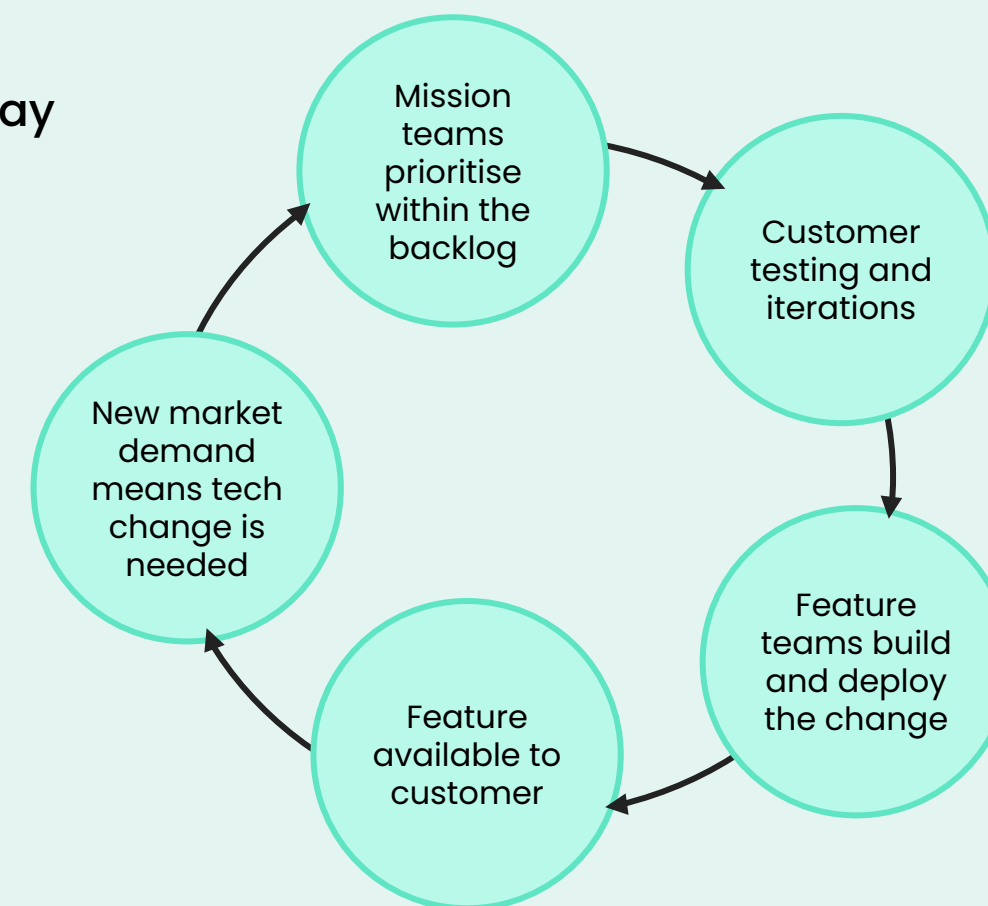 ay
Mission
teams
prioritise
within the
backlog
Customer
testing and
iterations
Feature
teams build
and deploy
the change
Feature
available to
customer
New market
demand
means tech
change is
needed